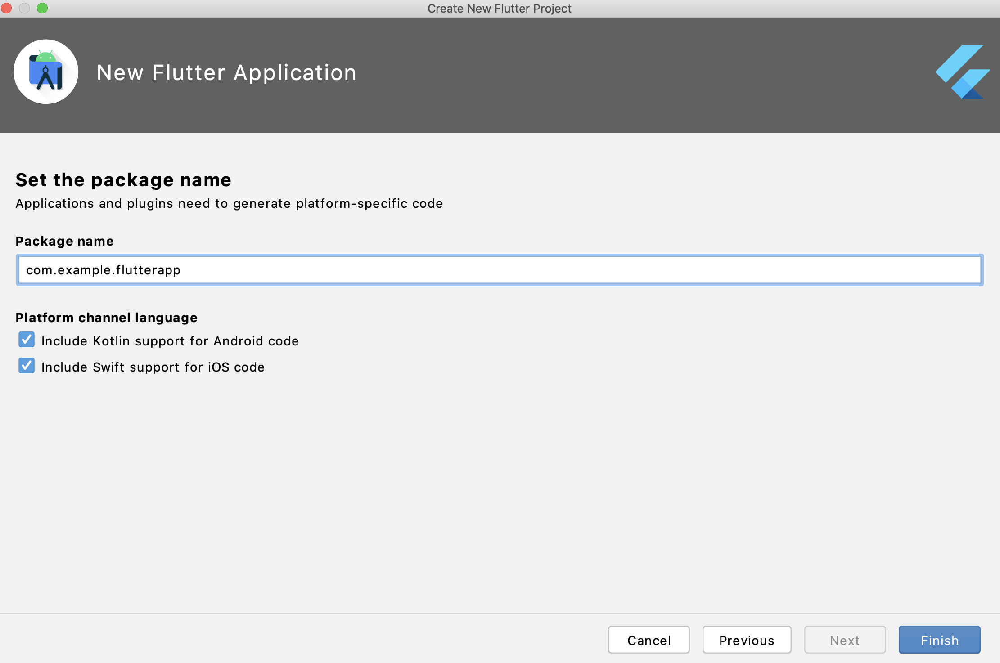 Create New Flutter Project
New Flutter Application
Set the package name
Applications and plugins need to generate platform-specific code
Package name
com.example.flutterapp
Platform channel language
Include Kotlin support for Android code
Include Swift support for iOS code
Cancel
Previous
Next
Finish